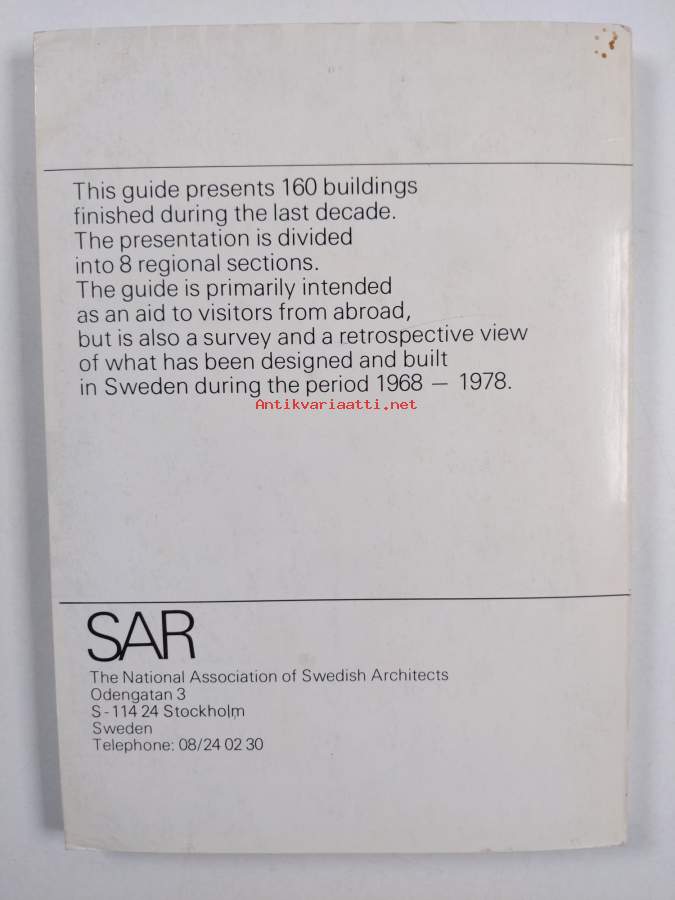 This guide presents 160 buildings
finished during the last decade.
The presentation is divided
into 8 regional sections.
The guide is primarily intended
as an aid to visitors from abroad,
but is also a survey and a retrospective view
of what has been designed and built
in Sweden during the period 1968 – 1978.
Antikvariaatti.net
SAR
The National Association of Swedish Architects
Odengatan 3
S-114 24 Stockholm
Sweden
Telephone: 08/24 02 30